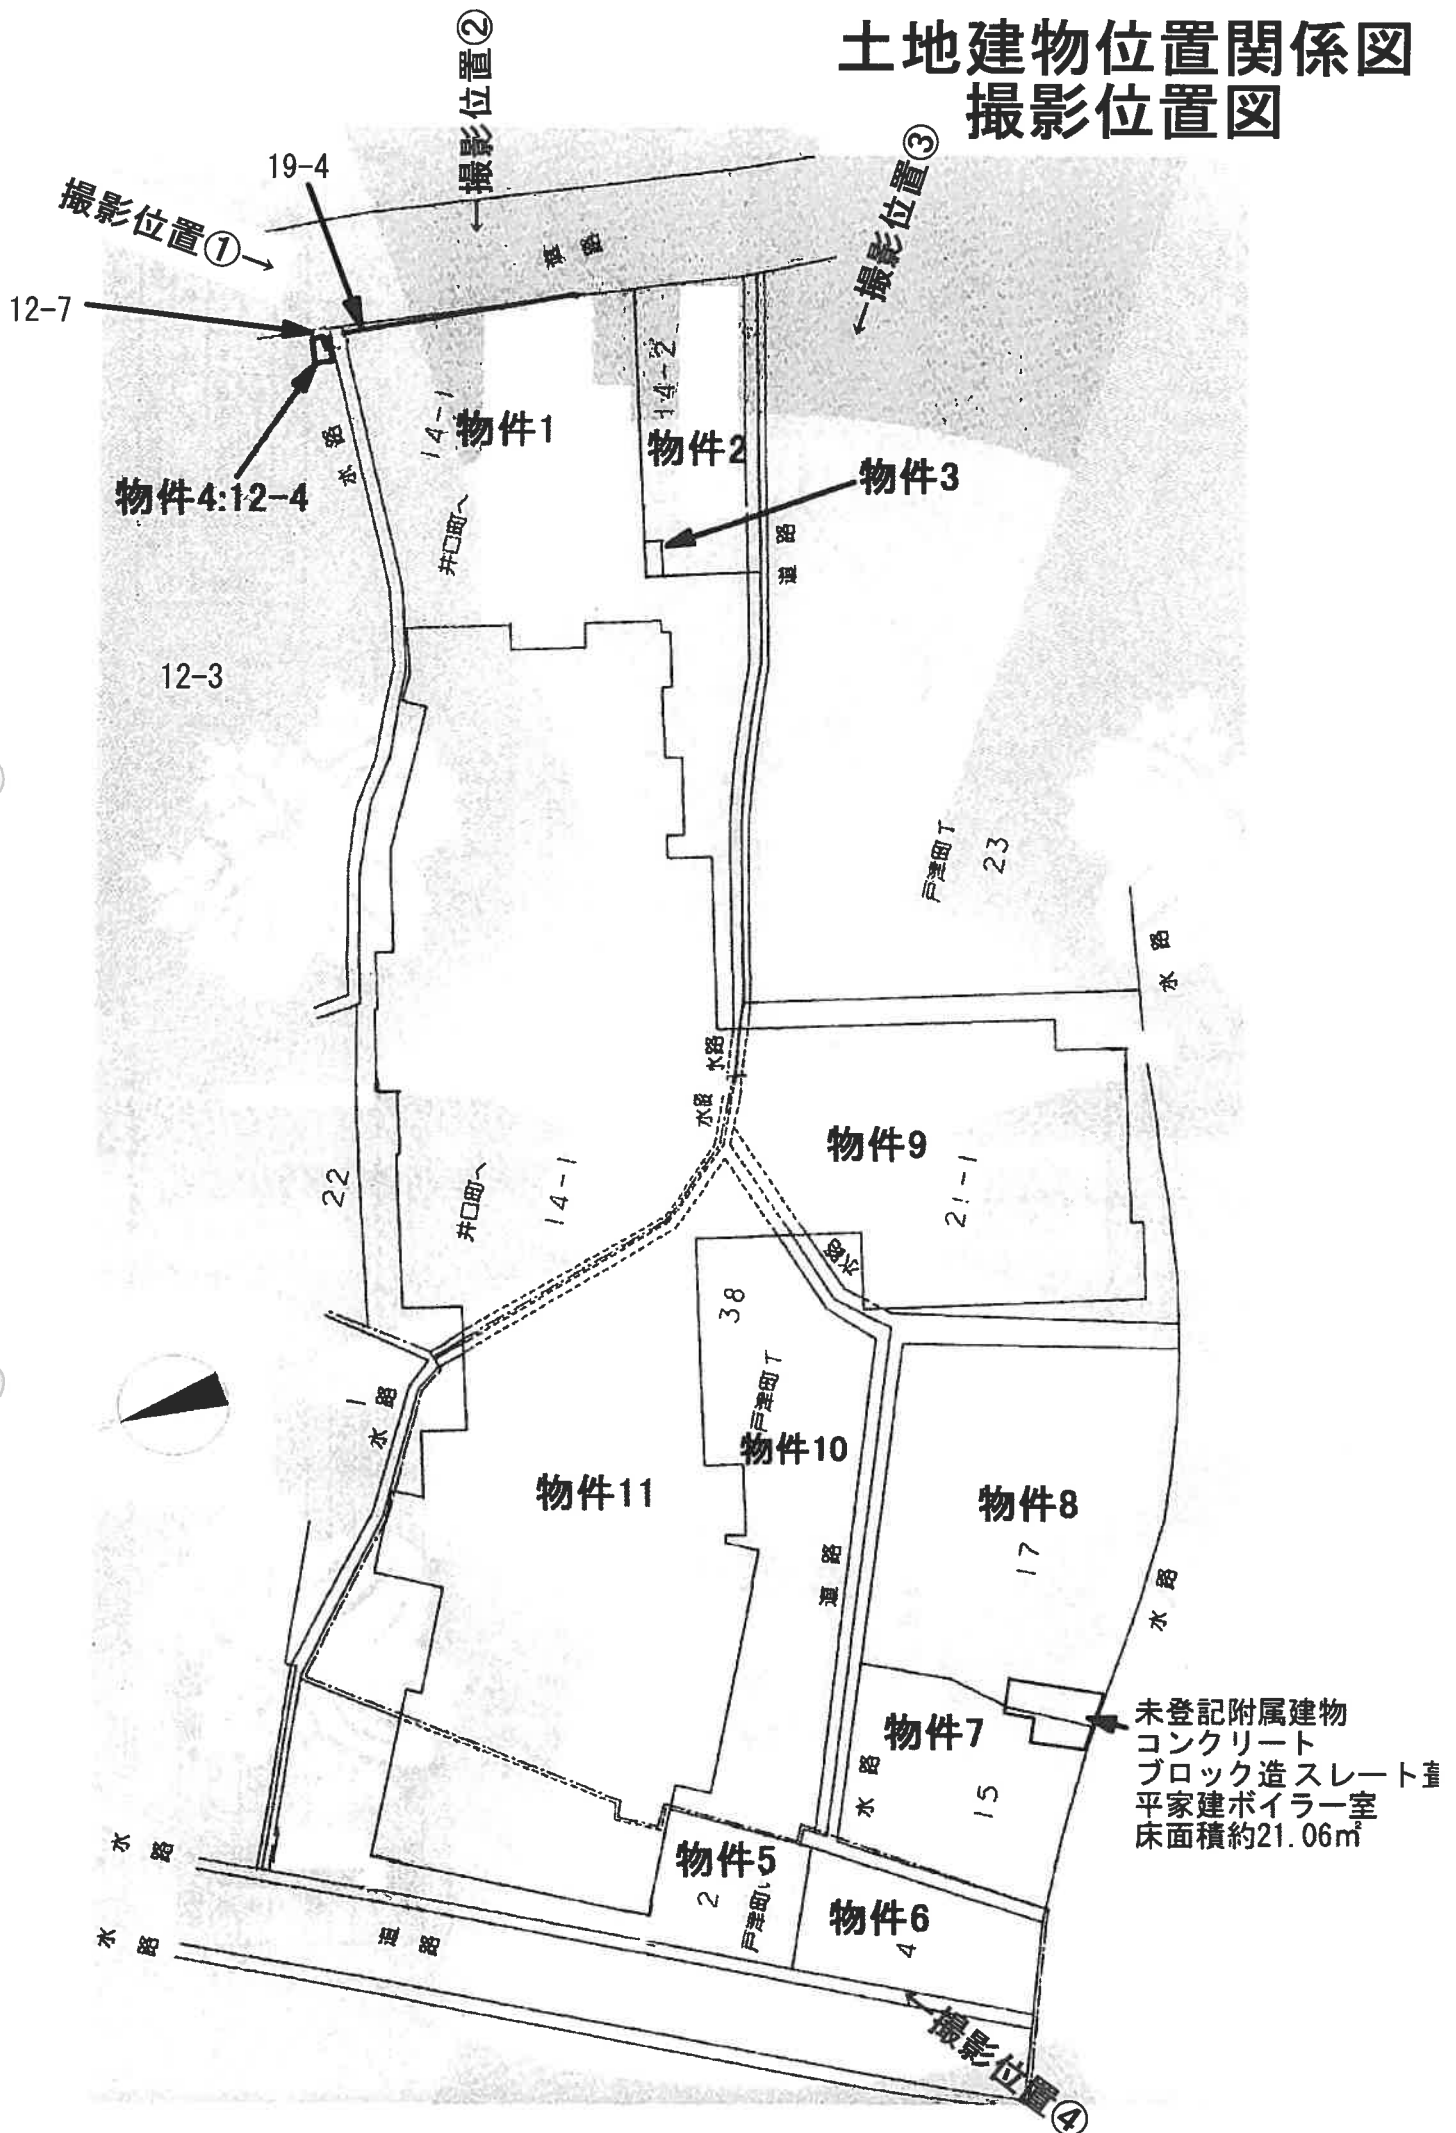 土地建物位置関係図
撮影位置図
撮影位置②
撮影位置③
19-4
撮影位置①
道路
12-7
14-2
14-1
物件1
物件2
物件3
水路
物件4:12-4
井口町へ
道路
12-3
戸津町T
23
水路
水路
水路
物件9
21-1
22
井口町へ
14-1
水路
38
戸津町T
1
水路
物件10
物件11
物件8
17
道路
水路
未登記附属建物
コンクリート
ブロック造スレート葺
平家建ボイラー室
床面積約21.06㎡
物件7
水路
15
物件5
2
戸津町い
物件6
4
水路
水路
道路
撮影位置④